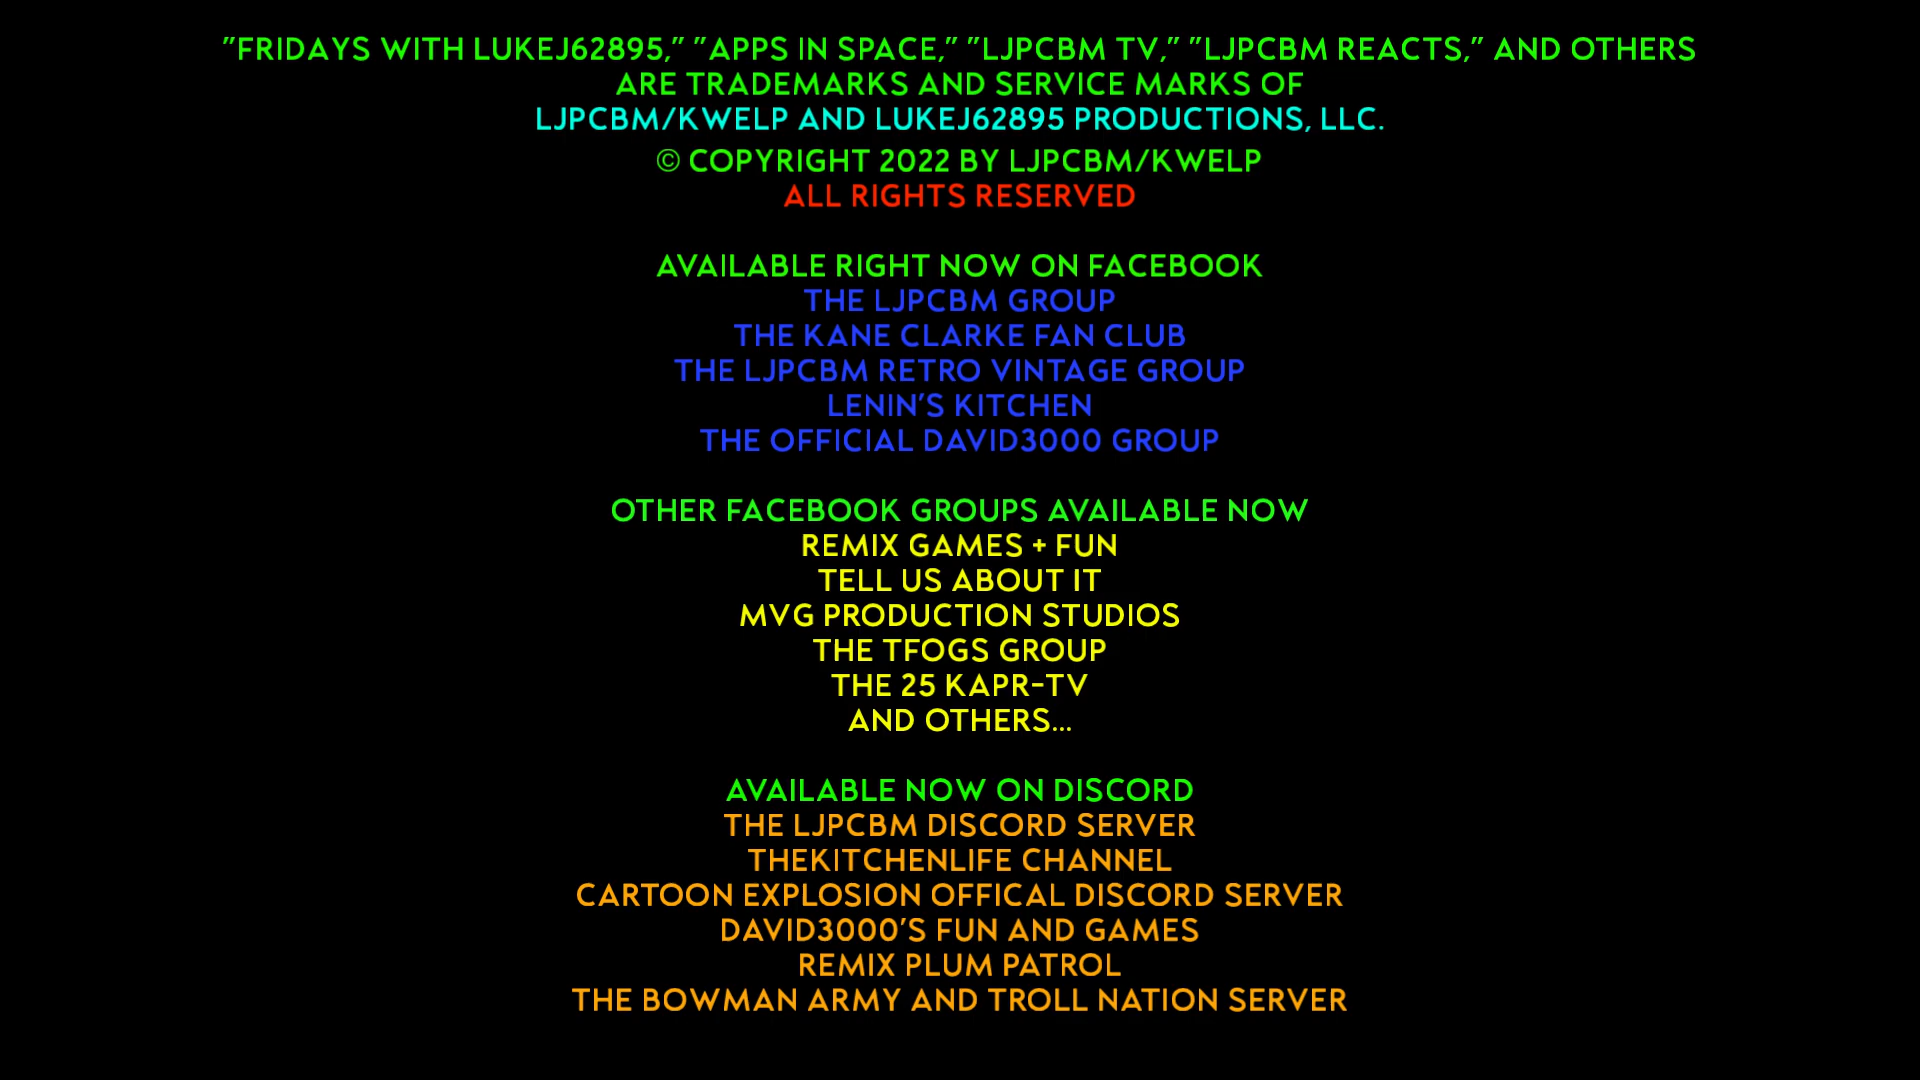 "FRIDAYS WITH LUKEJ62895," "APPS IN SPACE," "LJPCBM TV," "LJPCBM REACTS," AND OTHERS
ARE TRADEMARKS AND SERVICE MARKS OF
LJPCBM/KWELP AND LUKEJ62895 PRODUCTIONS, LLC.
© COPYRIGHT 2022 BY LJPCBM/KWELP
ALL RIGHTS RESERVED
AVAILABLE RIGHT NOW ON FACEBOOK
THE LJPCBM GROUP
THE KANE CLARKE FAN CLUB
THE LJPCBM RETRO VINTAGE GROUP
LENIN'S KITCHEN
THE OFFICIAL DAVID3000 GROUP
OTHER FACEBOOK GROUPS AVAILABLE NOW
REMIX GAMES + FUN
TELL US ABOUT IT
MVG PRODUCTION STUDIOS
THE TFOGS GROUP
THE 25 KAPR-TV
AND OTHERS...
AVAILABLE NOW ON DISCORD
THE LJPCBM DISCORD SERVER
THEKITCHENLIFE CHANNEL
CARTOON EXPLOSION OFFICAL DISCORD SERVER
DAVID3000'S FUN AND GAMES
REMIX PLUM PATROL
THE BOWMAN ARMY AND TROLL NATION SERVER